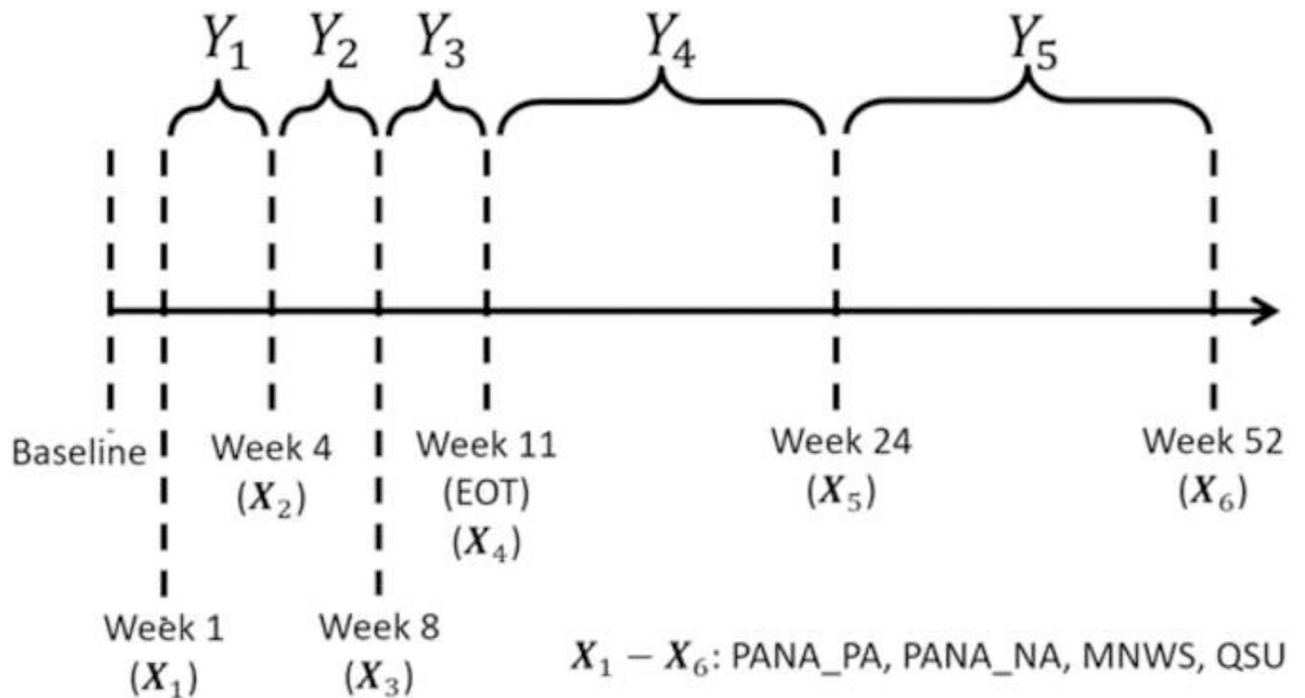 Y₁ Y₂ Y₃ Y₄ Y₅
Baseline
Week 4
(X₂)
Week 11
(EOT)
(X₄)
Week 24
(X₅)
Week 52
(X₆)
Week 1
(X₁)
Week 8
(X₃)
X₁ − X₆: PANA_PA, PANA_NA, MNWS, QSU